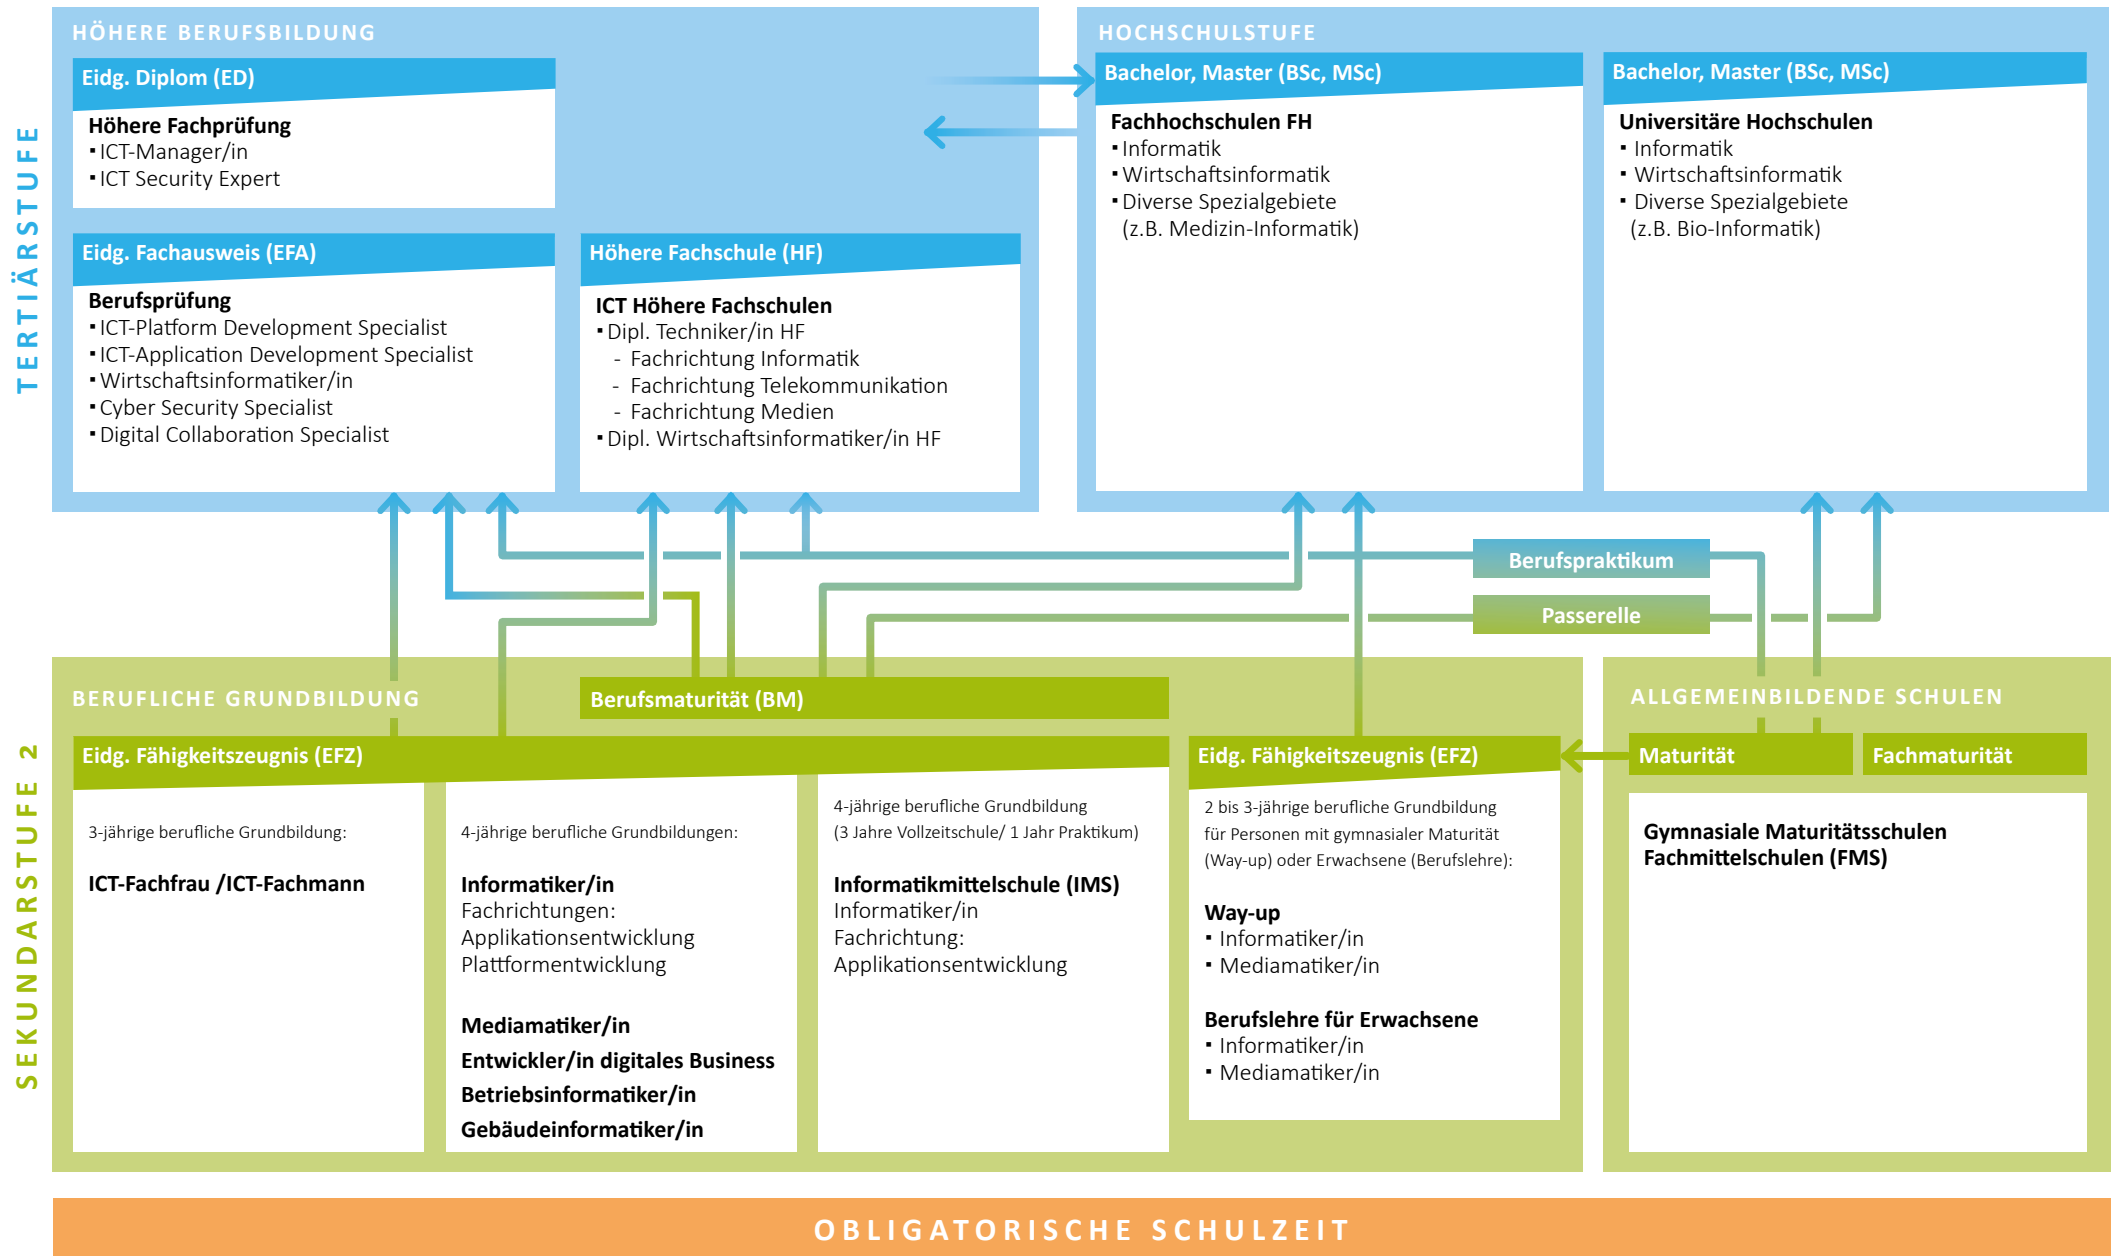 TERTIÄRSTUFE
HÖHERE BERUFSBILDUNG
Eidg. Diplom (ED)
Höhere Fachprüfung
▪ ICT-Manager/in
▪ ICT Security Expert
Eidg. Fachausweis (EFA)
Berufsprüfung
▪ ICT-Platform Development Specialist
▪ ICT-Application Development Specialist
▪ Wirtschaftsinformatiker/in
▪ Cyber Security Specialist
▪ Digital Collaboration Specialist
Höhere Fachschule (HF)
ICT Höhere Fachschulen
▪ Dipl. Techniker/in HF
- Fachrichtung Informatik
- Fachrichtung Telekommunikation
- Fachrichtung Medien
▪ Dipl. Wirtschaftsinformatiker/in HF
HOCHSCHULSTUFE
Bachelor, Master (BSc, MSc)
Fachhochschulen FH
▪ Informatik
▪ Wirtschaftsinformatik
▪ Diverse Spezialgebiete
(z.B. Medizin-Informatik)
Bachelor, Master (BSc, MSc)
Universitäre Hochschulen
▪ Informatik
▪ Wirtschaftsinformatik
▪ Diverse Spezialgebiete
(z.B. Bio-Informatik)
Berufspraktikum
Passerelle
SEKUNDARSTUFE 2
BERUFLICHE GRUNDBILDUNG
Berufsmaturität (BM)
Eidg. Fähigkeitszeugnis (EFZ)
3-jährige berufliche Grundbildung:
ICT-Fachfrau /ICT-Fachmann
4-jährige berufliche Grundbildungen:
Informatiker/in
Fachrichtungen:
Applikationsentwicklung
Plattformentwicklung
Mediamatiker/in
Entwickler/in digitales Business
Betriebsinformatiker/in
Gebäudeinformatiker/in
4-jährige berufliche Grundbildung
(3 Jahre Vollzeitschule/ 1 Jahr Praktikum)
Informatikmittelschule (IMS)
Informatiker/in
Fachrichtung:
Applikationsentwicklung
Eidg. Fähigkeitszeugnis (EFZ)
2 bis 3-jährige berufliche Grundbildung
für Personen mit gymnasialer Maturität
(Way-up) oder Erwachsene (Berufslehre):
Way-up
▪ Informatiker/in
▪ Mediamatiker/in
Berufslehre für Erwachsene
▪ Informatiker/in
▪ Mediamatiker/in
ALLGEMEINBILDENDE SCHULEN
Maturität
Fachmaturität
Gymnasiale Maturitätsschulen
Fachmittelschulen (FMS)
OBLIGATORISCHE SCHULZEIT